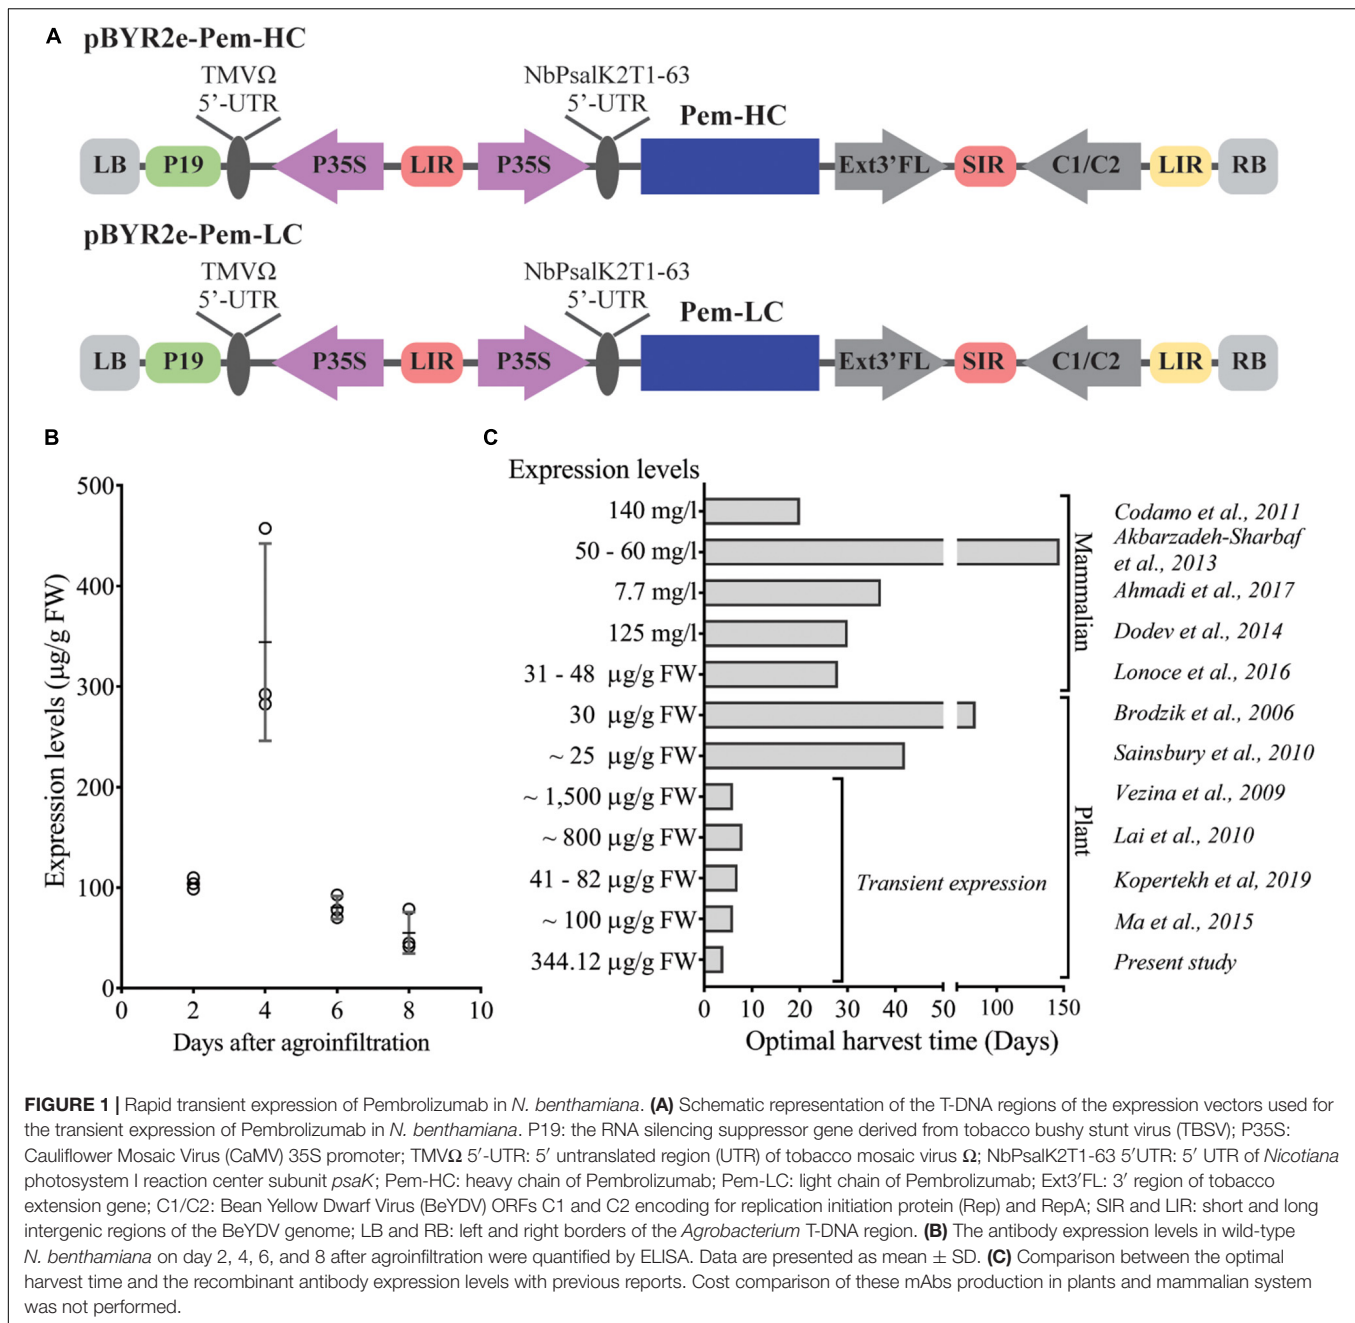 A
pBYR2e-Pem-HC
TMVΩ
5’-UTR
NbPsalK2T1-63
5’-UTR
Pem-HC
LB P19 P35S LIR P35S Ext3’FL SIR C1/C2 LIR RB
pBYR2e-Pem-LC
TMVΩ
5’-UTR
NbPsalK2T1-63
5’-UTR
Pem-LC
LB P19 P35S LIR P35S Ext3’FL SIR C1/C2 LIR RB
B
Expression levels (µg/g FW)
500
400
300
200
100
0
0 2 4 6 8 10
Days after agroinfiltration
C
Expression levels
140 mg/l
50 - 60 mg/l
7.7 mg/l
125 mg/l
31 - 48 µg/g FW
30 µg/g FW
~ 25 µg/g FW
~ 1,500 µg/g FW
~ 800 µg/g FW
41 - 82 µg/g FW
~ 100 µg/g FW
344.12 µg/g FW
0 10 20 30 40 50 100 150
Optimal harvest time (Days)
Transient expression
Mammalian
Plant
Codamo et al., 2011
Akbarzadeh-Sharbaf
et al., 2013
Ahmadi et al., 2017
Dodev et al., 2014
Lonoce et al., 2016
Brodzik et al., 2006
Sainsbury et al., 2010
Vezina et al., 2009
Lai et al., 2010
Kopertekh et al, 2019
Ma et al., 2015
Present study
FIGURE 1 | Rapid transient expression of Pembrolizumab in N. benthamiana. (A) Schematic representation of the T-DNA regions of the expression vectors used for
the transient expression of Pembrolizumab in N. benthamiana. P19: the RNA silencing suppressor gene derived from tobacco bushy stunt virus (TBSV); P35S:
Cauliflower Mosaic Virus (CaMV) 35S promoter; TMVΩ 5′-UTR: 5′ untranslated region (UTR) of tobacco mosaic virus Ω; NbPsalK2T1-63 5′UTR: 5′ UTR of Nicotiana
photosystem I reaction center subunit psaK; Pem-HC: heavy chain of Pembrolizumab; Pem-LC: light chain of Pembrolizumab; Ext3′FL: 3′ region of tobacco
extension gene; C1/C2: Bean Yellow Dwarf Virus (BeYDV) ORFs C1 and C2 encoding for replication initiation protein (Rep) and RepA; SIR and LIR: short and long
intergenic regions of the BeYDV genome; LB and RB: left and right borders of the Agrobacterium T-DNA region. (B) The antibody expression levels in wild-type
N. benthamiana on day 2, 4, 6, and 8 after agroinfiltration were quantified by ELISA. Data are presented as mean ± SD. (C) Comparison between the optimal
harvest time and the recombinant antibody expression levels with previous reports. Cost comparison of these mAbs production in plants and mammalian system
was not performed.